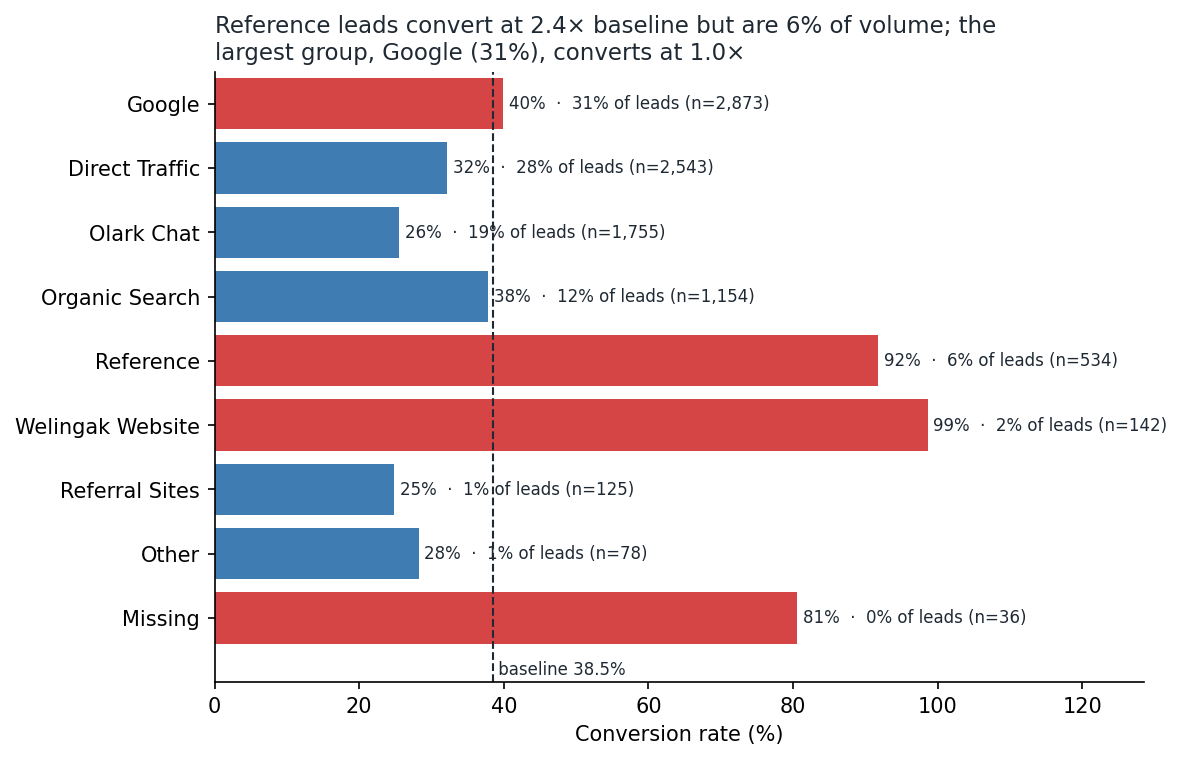 Reference leads convert at 2.4× baseline but are 6% of volume; the
largest group, Google (31%), converts at 1.0×
Google
40% · 31% of leads (n=2,873)
Direct Traffic
32% · 28% of leads (n=2,543)
Olark Chat
26% · 19% of leads (n=1,755)
Organic Search
38% · 12% of leads (n=1,154)
Reference
92% · 6% of leads (n=534)
Welingak Website
99% · 2% of leads (n=142)
Referral Sites
25% · 1% of leads (n=125)
Other
28% · 1% of leads (n=78)
Missing
81% · 0% of leads (n=36)
baseline 38.5%
0 20 40 60 80 100 120
Conversion rate (%)